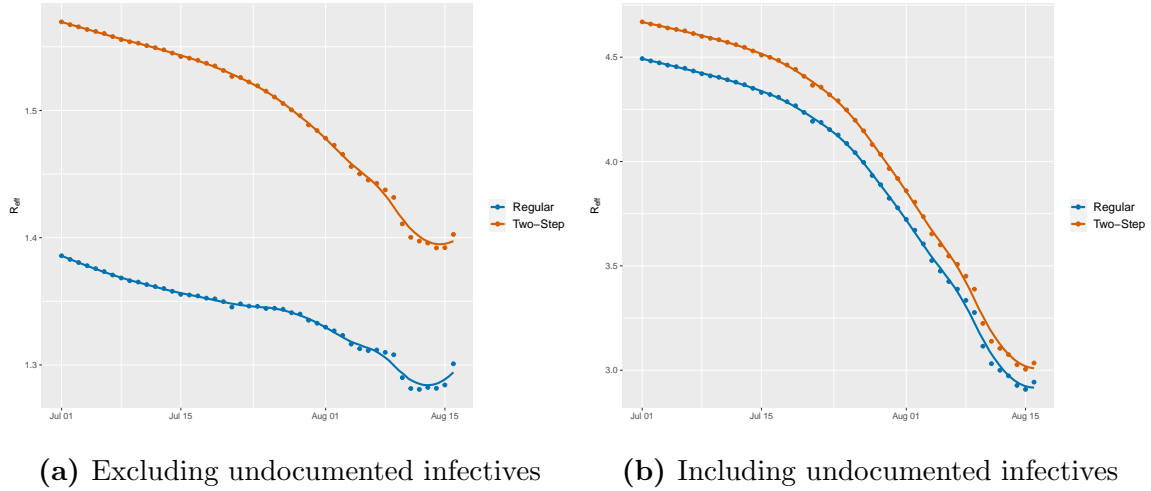 1.5
1.4
1.3
R_eff
Jul 01
Jul 15
Aug 01
Aug 15
Regular
Two-Step
4.5
4.0
3.5
3.0
R_eff
Jul 01
Jul 15
Aug 01
Aug 15
Regular
Two-Step
(a) Excluding undocumented infectives
(b) Including undocumented infectives